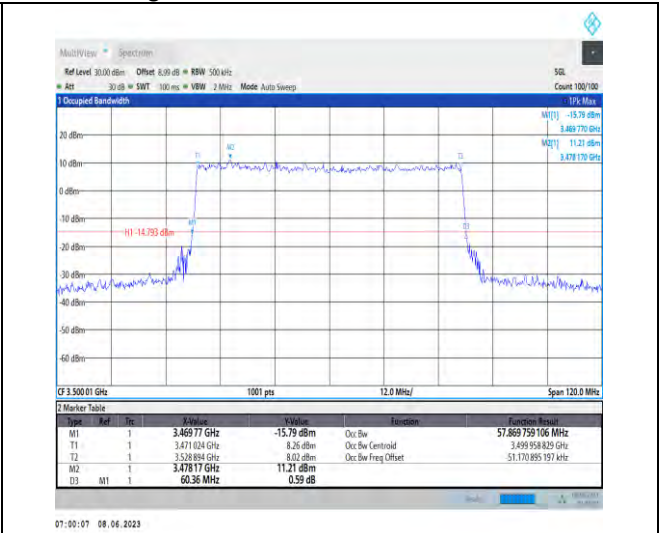 MultiView Spectrum
Ref Level 30.00 dBm Offset 8.99 dB RBW 500 kHz SGL
Att 30 dB SWT 100 ms VBW 2 MHz Mode Auto Sweep Count 100/100
1 Occupied Bandwidth 1Pk Max
M1[1] -15.79 dBm
3.469 770 GHz
M2[1] 11.21 dBm
3.478 170 GHz
20 dBm
M2
T1 T2
10 dBm
0 dBm
-10 dBm
M1 D3
H1 -14.793 dBm
-20 dBm
-30 dBm
-40 dBm
-50 dBm
-60 dBm
CF 3.500 01 GHz 1001 pts 12.0 MHz/ Span 120.0 MHz
2 Marker Table
Type Ref Trc X-Value Y-Value Function Function Result
M1 1 3.469 77 GHz -15.79 dBm Occ Bw 57.869 759 106 MHz
T1 1 3.471 024 GHz 8.26 dBm Occ Bw Centroid 3.499 958 829 GHz
T2 1 3.528 894 GHz 8.02 dBm Occ Bw Freq Offset -51.170 895 197 kHz
M2 1 3.478 17 GHz 11.21 dBm
D3 M1 1 60.36 MHz 0.59 dB
07:00:07 08.06.2023